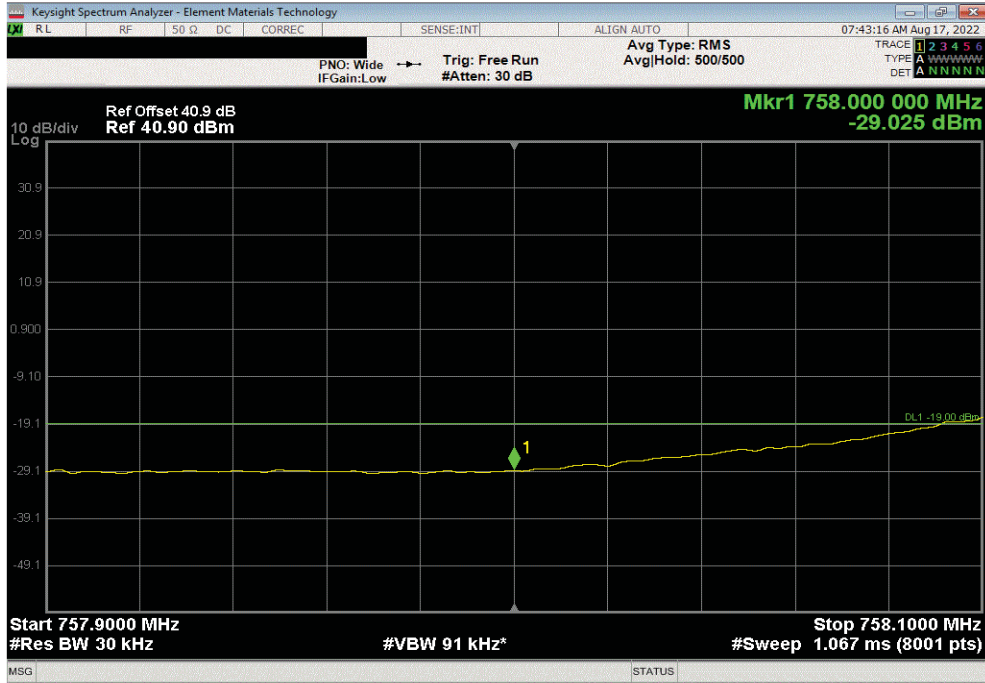 Keysight Spectrum Analyzer - Element Materials Technology
LXI RL RF 50 Ω DC CORREC SENSE:INT ALIGN AUTO 07:43:16 AM Aug 17, 2022
PNO: Wide Trig: Free Run Avg Type: RMS TRACE 1 2 3 4 5 6
IFGain:Low #Atten: 30 dB Avg|Hold: 500/500 TYPE A WWWWW
DET A N N N N N
Mkr1 758.000 000 MHz
-29.025 dBm
Ref Offset 40.9 dB
10 dB/div Ref 40.90 dBm
Log
30.9
20.9
10.9
0.900
-9.10
-19.1
DL1 -19.00 dBm
1
-29.1
-39.1
-49.1
Start 757.9000 MHz Stop 758.1000 MHz
#Res BW 30 kHz #VBW 91 kHz* #Sweep 1.067 ms (8001 pts)
MSG STATUS